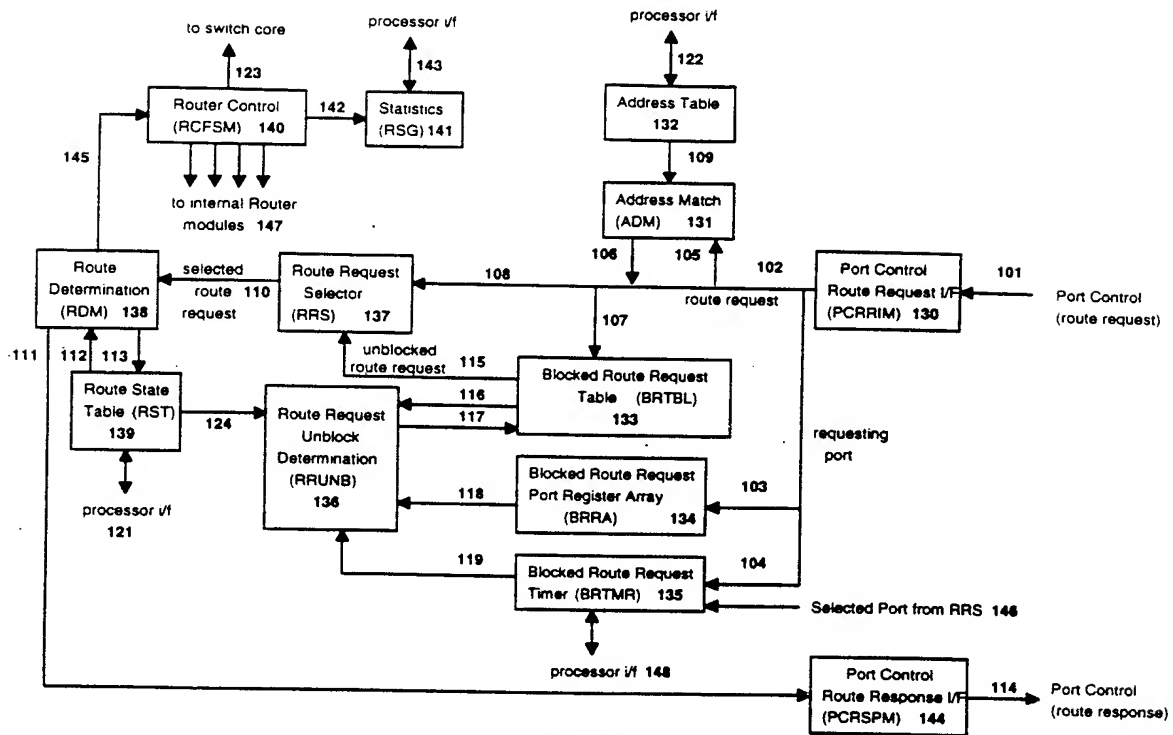 to switch core
processor i/f
processor i/f
123
143
122
Router Control
(RCFSM) 140
142
Statistics
(RSG) 141
Address Table
132
145
109
to internal Router
modules 147
Address Match
(ADM) 131
106
105
Route
Determination
(RDM) 138
selected
110
route
request
Route Request
Selector
(RRS) 137
108
102
route request
Port Control
Route Request I/F
(PCRRIM) 130
101
Port Control
(route request)
107
111
112
113
unblocked
route request
115
Route State
Table (RST)
139
124
Route Request
Unblock
Determination
(RRUNB)
136
116
117
Blocked Route Request
Table (BRTBL)
133
requesting
port
processor i/f
121
118
Blocked Route Request
Port Register Array
(BRRA) 134
103
119
Blocked Route Request
Timer (BRTMR) 135
104
Selected Port from RRS 146
processor i/f 148
Port Control
Route Response I/F
(PCRSPM) 144
114
Port Control
(route response)